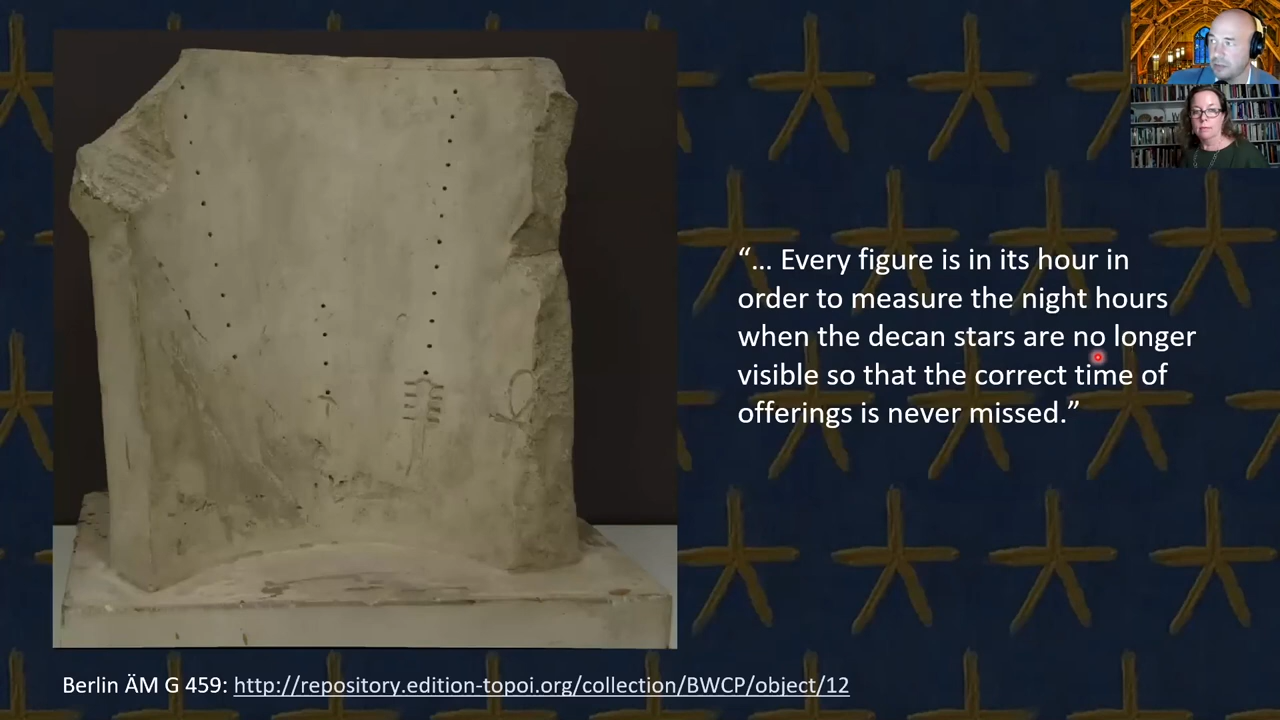 “... Every figure is in its hour in
order to measure the night hours
when the decan stars are no longer
visible so that the correct time of
offerings is never missed.”
Berlin ÄM G 459: http://repository.edition-topoi.org/collection/BWCP/object/12